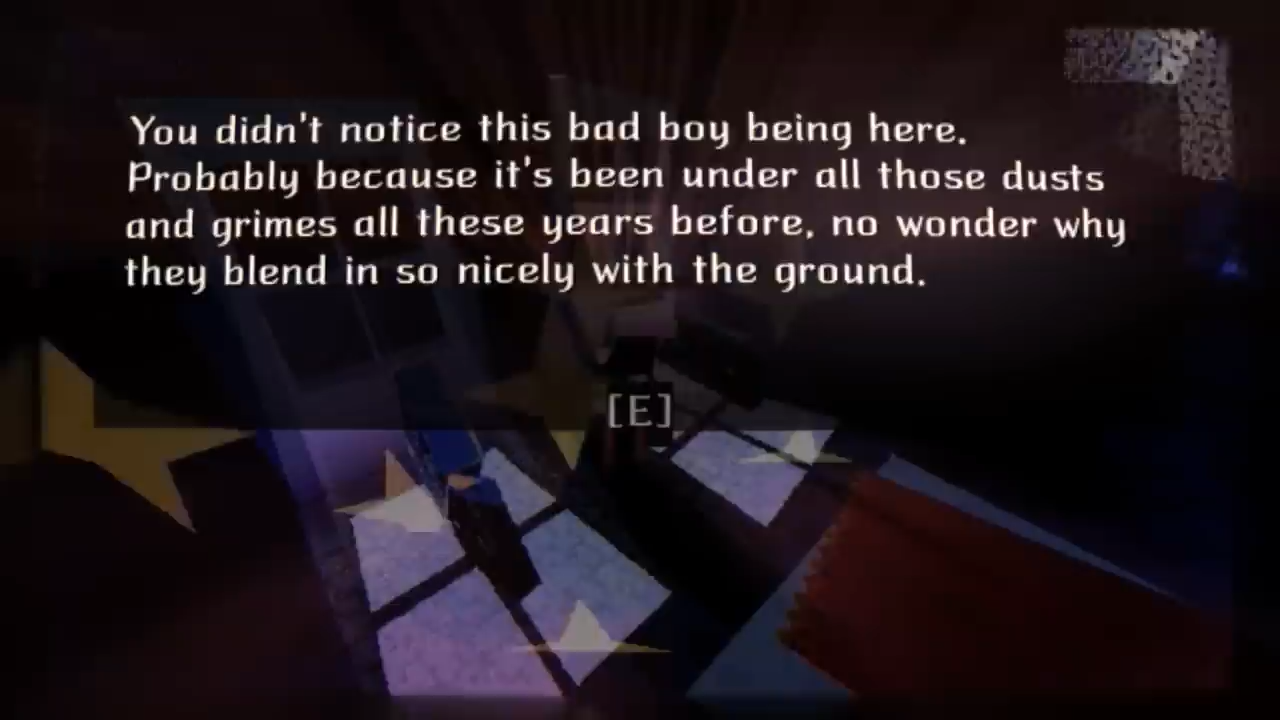 You didn't notice this bad boy being here.
Probably because it's been under all those dusts
and grimes all these years before, no wonder why
they blend in so nicely with the ground.
[E]